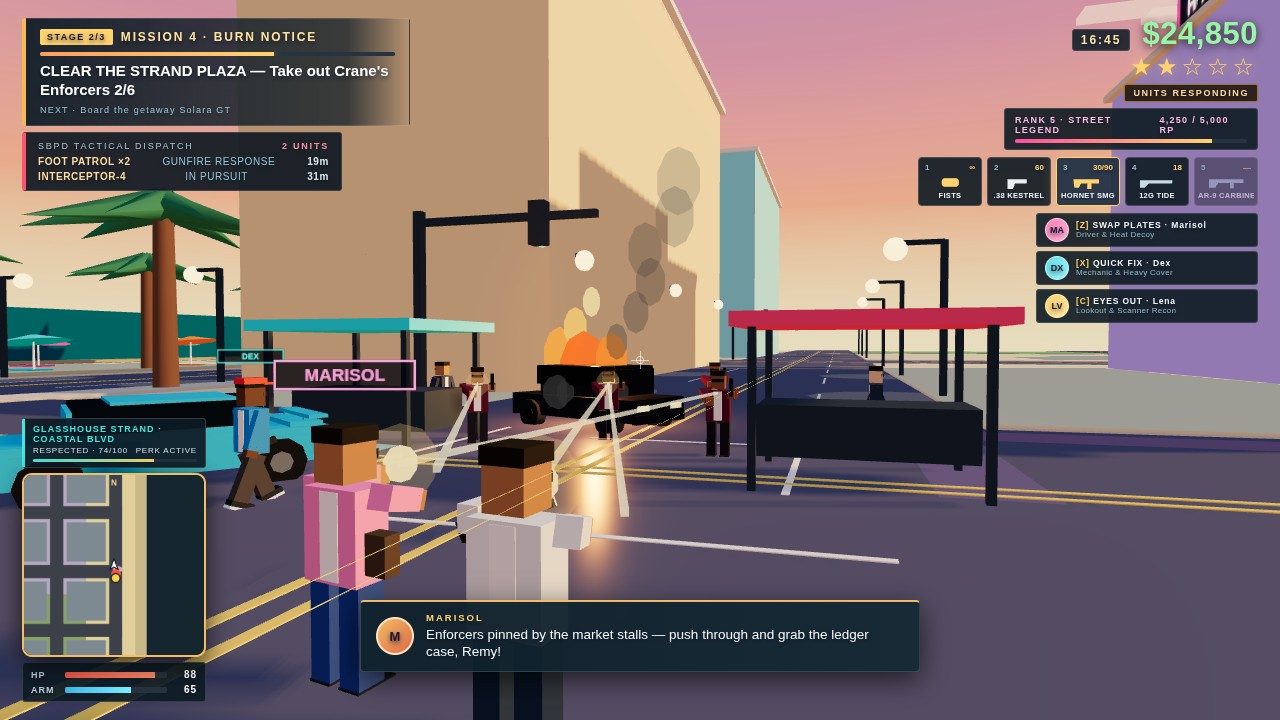 STAGE 2/3 MISSION 4 · BURN NOTICE
CLEAR THE STRAND PLAZA — Take out Crane's
Enforcers 2/6
NEXT · Board the getaway Solara GT
SBPD TACTICAL DISPATCH 2 UNITS
FOOT PATROL ×2 GUNFIRE RESPONSE 19m
INTERCEPTOR-4 IN PURSUIT 31m
16:45 $24,850
★★☆☆☆
UNITS RESPONDING
RANK 5 · STREET LEGEND 4,250 / 5,000 RP
1 ∞ FISTS
2 60 .38 KESTREL
3 30/90 HORNET SMG
4 18 12G TIDE
5 — AR-9 CARBINE
MA [Z] SWAP PLATES · Marisol
Driver & Heat Decoy
DX [X] QUICK FIX · Dex
Mechanic & Heavy Cover
LV [C] EYES OUT · Lena
Lookout & Scanner Recon
DEX
MARISOL
GLASSHOUSE STRAND ·
COASTAL BLVD
RESPECTED · 74/100 PERK ACTIVE
N
HP 88
ARM 65
M
MARISOL
Enforcers pinned by the market stalls — push through and grab the ledger
case, Remy!